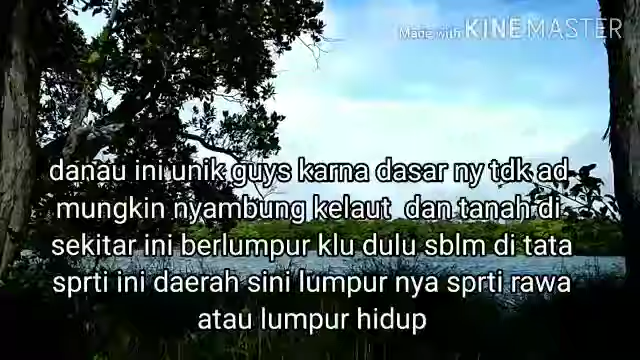 Made with KINEMASTER
danau ini unik guys karna dasar ny tdk ad
mungkin nyambung kelaut dan tanah di
sekitar ini berlumpur klu dulu sblm di tata
sprti ini daerah sini lumpur nya sprti rawa
atau lumpur hidup